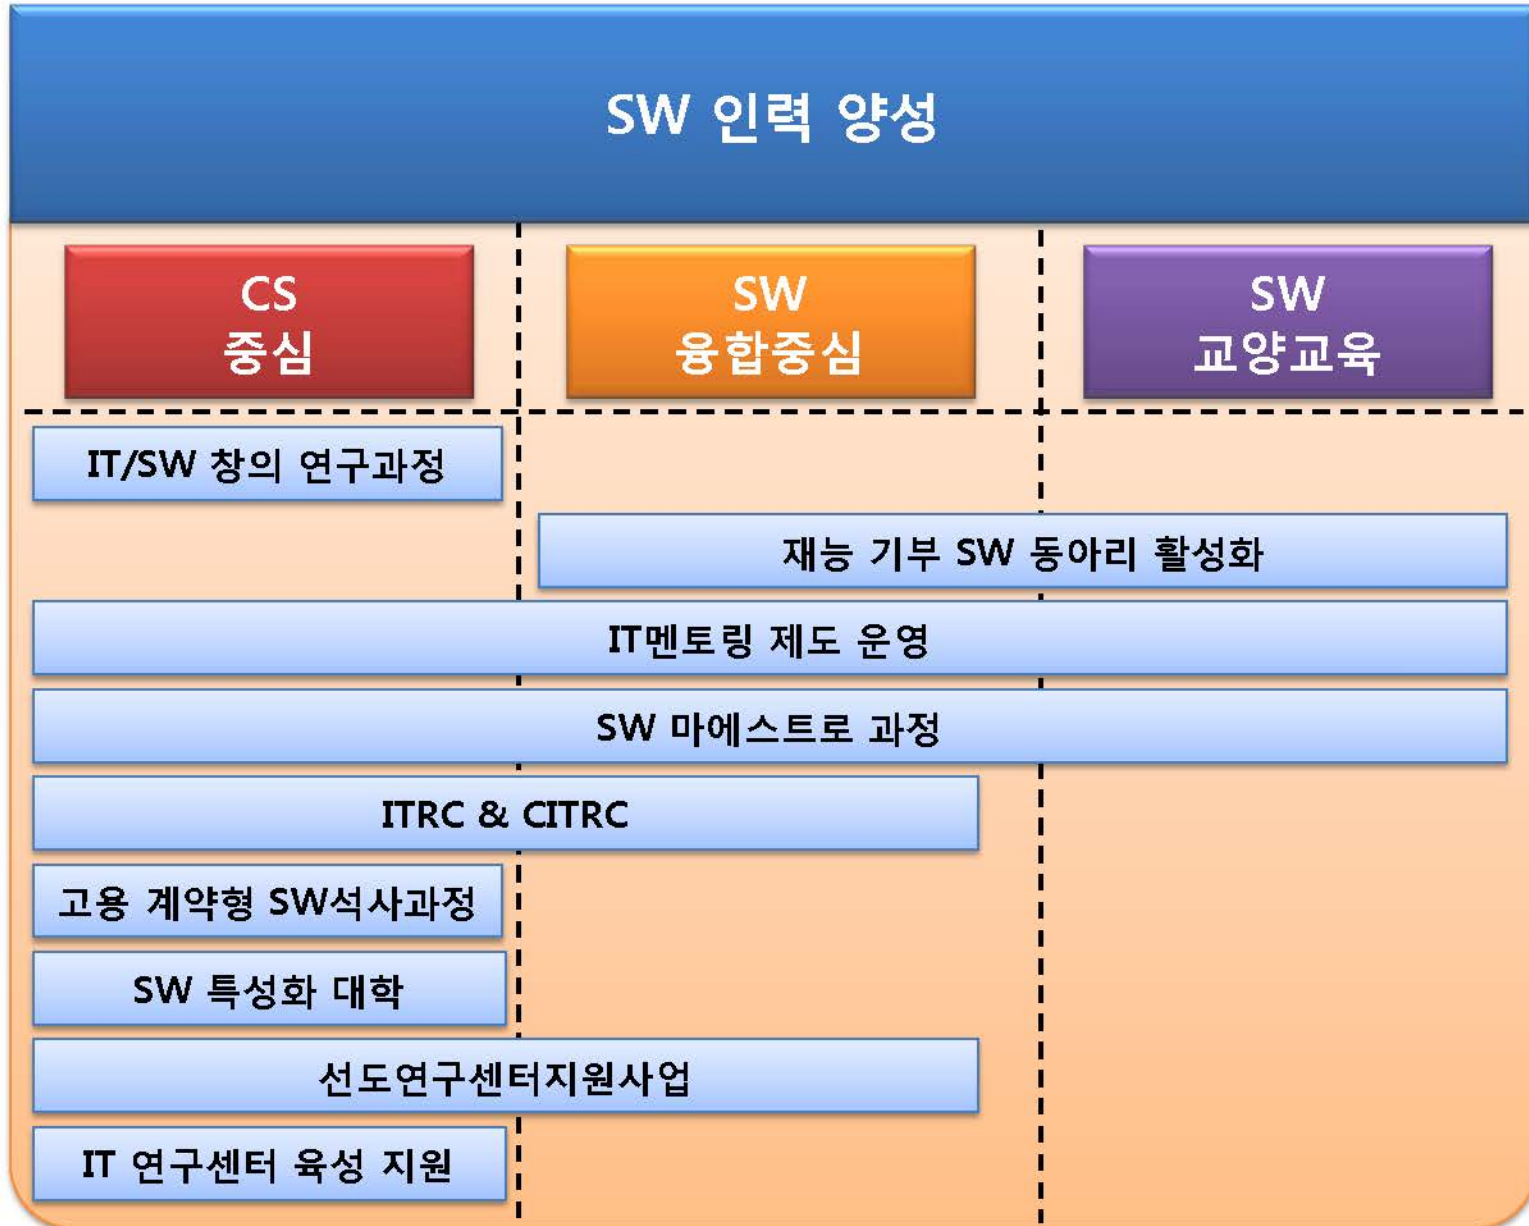 SW 인력 양성
CS
중심
SW
융합중심
SW
교양교육
IT/SW 창의 연구과정
재능 기부 SW 동아리 활성화
IT멘토링 제도 운영
SW 마에스트로 과정
ITRC & CITRC
고용 계약형 SW석사과정
SW 특성화 대학
선도연구센터지원사업
IT 연구센터 육성 지원